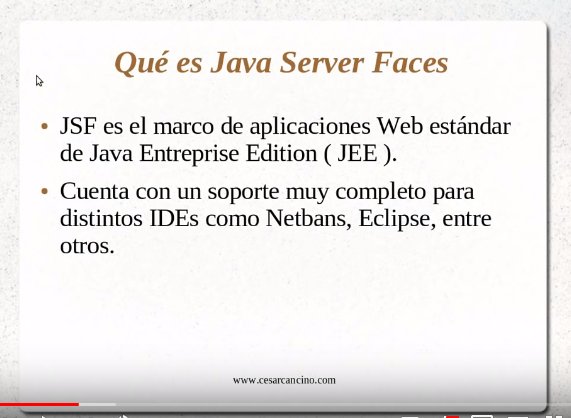 Qué es Java Server Faces
• JSF es el marco de aplicaciones Web estándar
de Java Entreprise Edition ( JEE ).
• Cuenta con un soporte muy completo para
distintos IDEs como Netbans, Eclipse, entre
otros.
www.cesarcancino.com